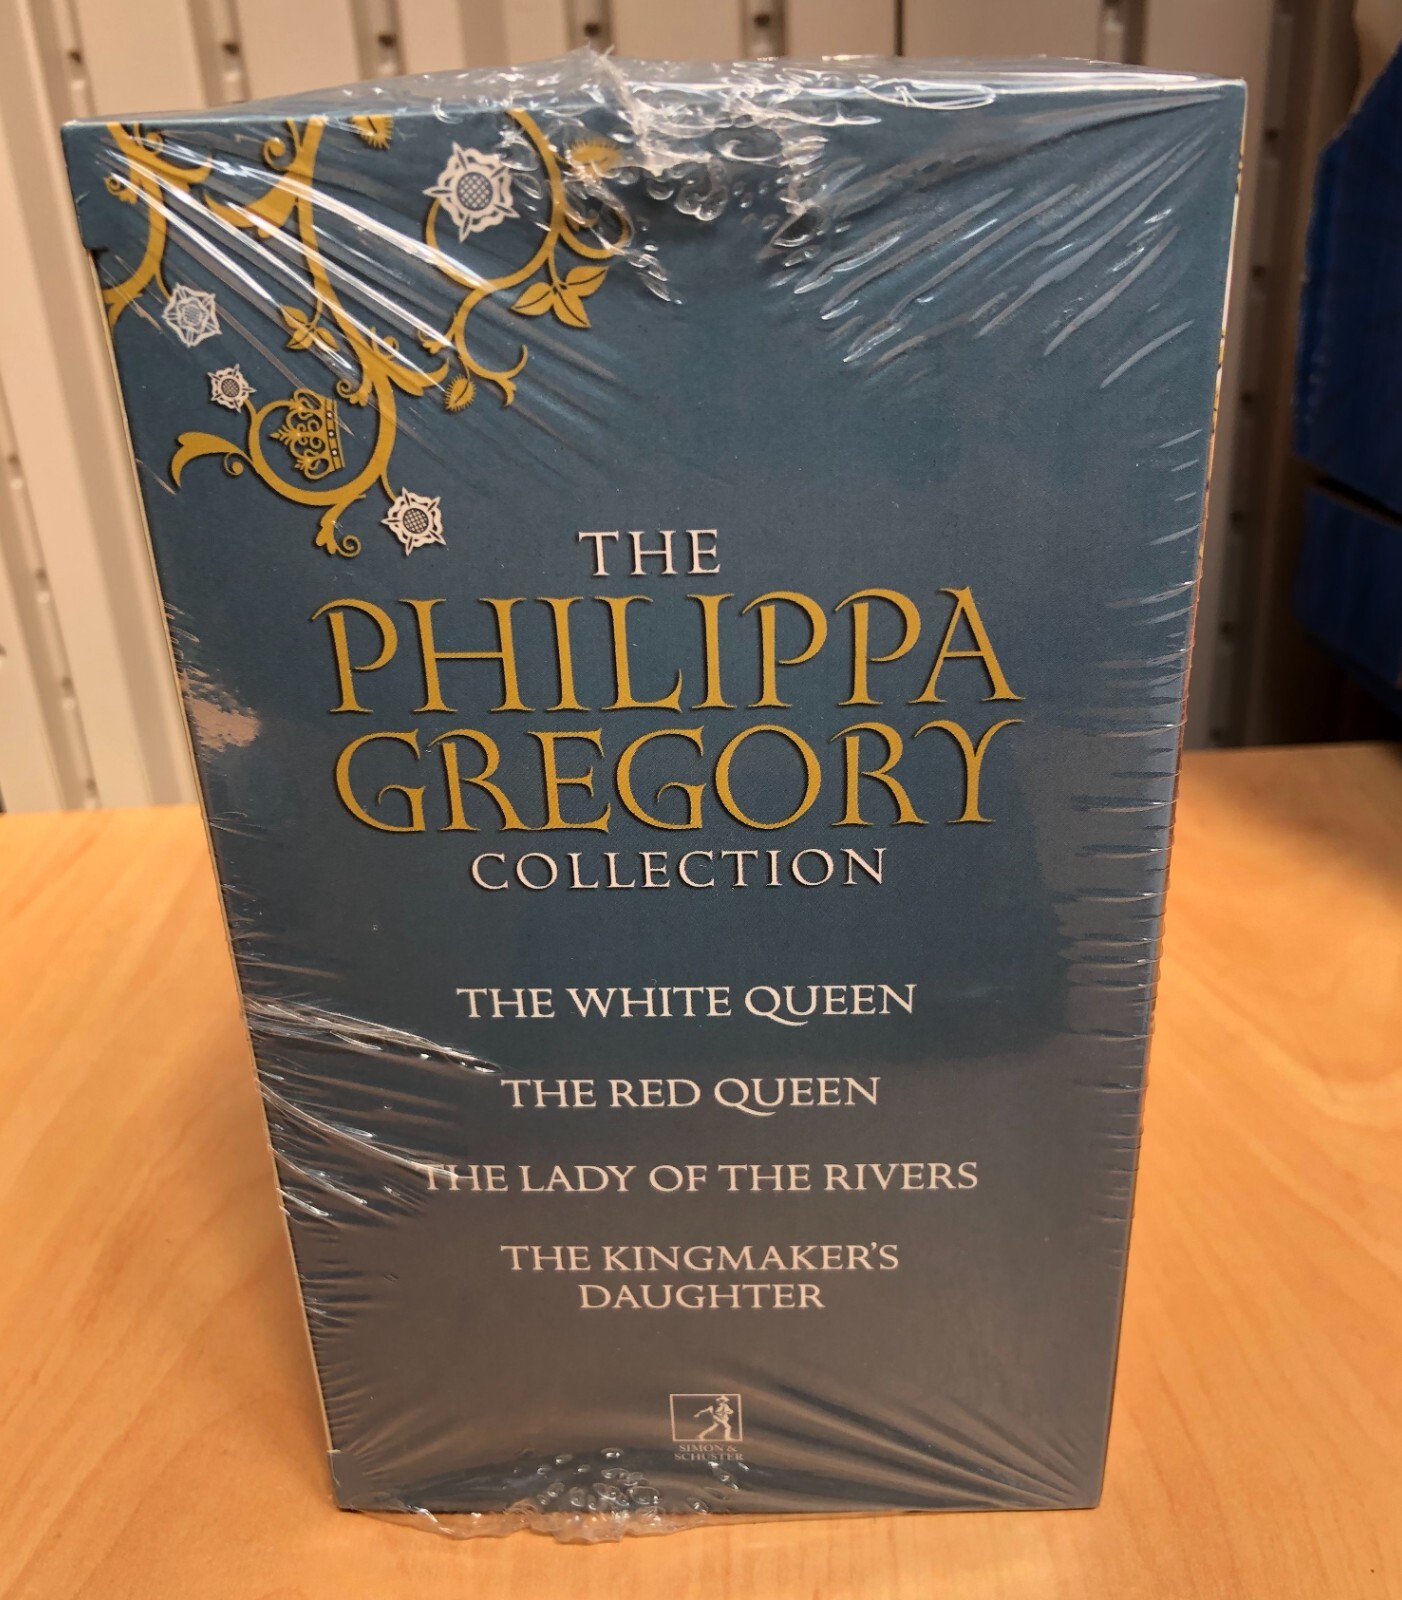 THE
PHILIPPA
GREGORY
COLLECTION
THE WHITE QUEEN
THE RED QUEEN
THE LADY OF THE RIVERS
THE KINGMAKER'S
DAUGHTER
SIMON &
SCHUSTER